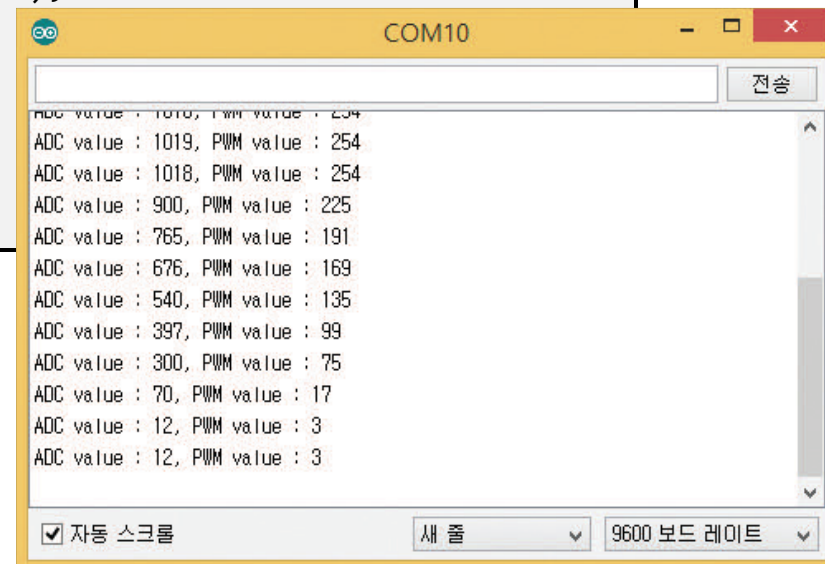 COM10
전송
ADC value : 1019, PWM value : 254
ADC value : 1018, PWM value : 254
ADC value : 900, PWM value : 225
ADC value : 765, PWM value : 191
ADC value : 676, PWM value : 169
ADC value : 540, PWM value : 135
ADC value : 397, PWM value : 99
ADC value : 300, PWM value : 75
ADC value : 70, PWM value : 17
ADC value : 12, PWM value : 3
ADC value : 12, PWM value : 3
자동 스크롤
새 줄
9600 보드 레이트